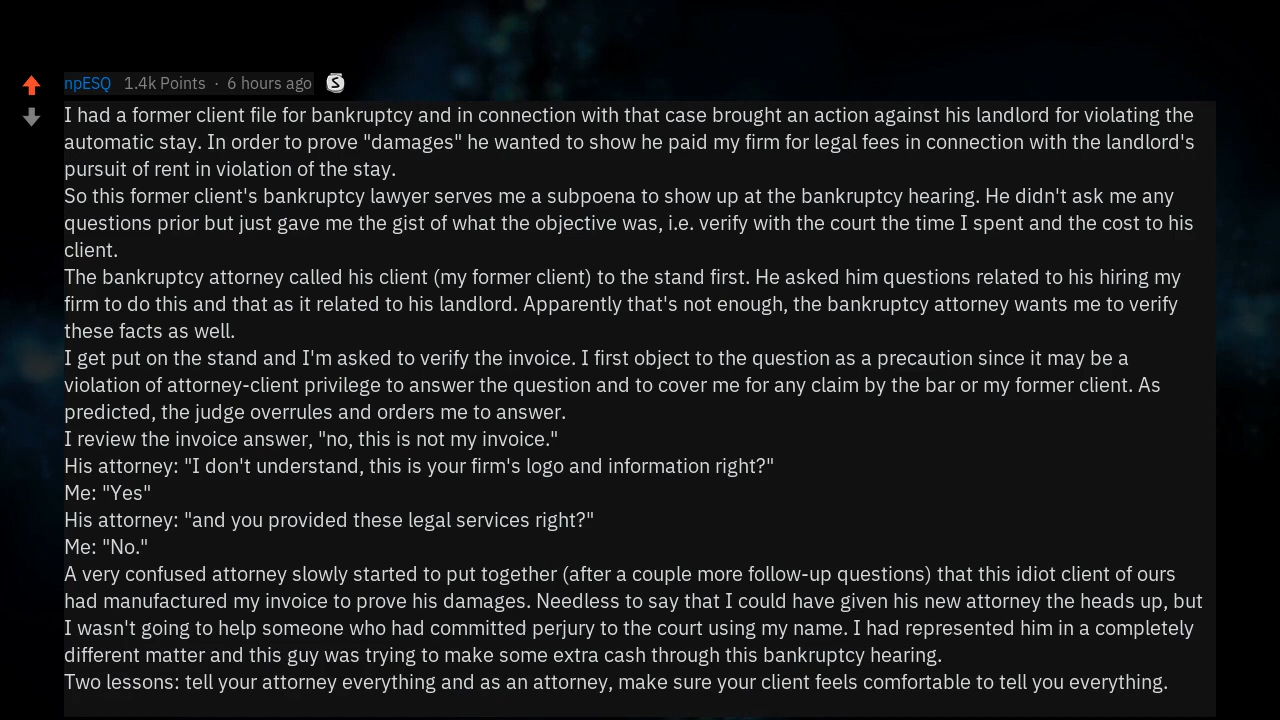 npESQ 1.4k Points · 6 hours ago S
I had a former client file for bankruptcy and in connection with that case brought an action against his landlord for violating the
automatic stay. In order to prove "damages" he wanted to show he paid my firm for legal fees in connection with the landlord's
pursuit of rent in violation of the stay.
So this former client's bankruptcy lawyer serves me a subpoena to show up at the bankruptcy hearing. He didn't ask me any
questions prior but just gave me the gist of what the objective was, i.e. verify with the court the time I spent and the cost to his
client.
The bankruptcy attorney called his client (my former client) to the stand first. He asked him questions related to his hiring my
firm to do this and that as it related to his landlord. Apparently that's not enough, the bankruptcy attorney wants me to verify
these facts as well.
I get put on the stand and I'm asked to verify the invoice. I first object to the question as a precaution since it may be a
violation of attorney-client privilege to answer the question and to cover me for any claim by the bar or my former client. As
predicted, the judge overrules and orders me to answer.
I review the invoice answer, "no, this is not my invoice."
His attorney: "I don't understand, this is your firm's logo and information right?"
Me: "Yes"
His attorney: "and you provided these legal services right?"
Me: "No."
A very confused attorney slowly started to put together (after a couple more follow-up questions) that this idiot client of ours
had manufactured my invoice to prove his damages. Needless to say that I could have given his new attorney the heads up, but
I wasn't going to help someone who had committed perjury to the court using my name. I had represented him in a completely
different matter and this guy was trying to make some extra cash through this bankruptcy hearing.
Two lessons: tell your attorney everything and as an attorney, make sure your client feels comfortable to tell you everything.